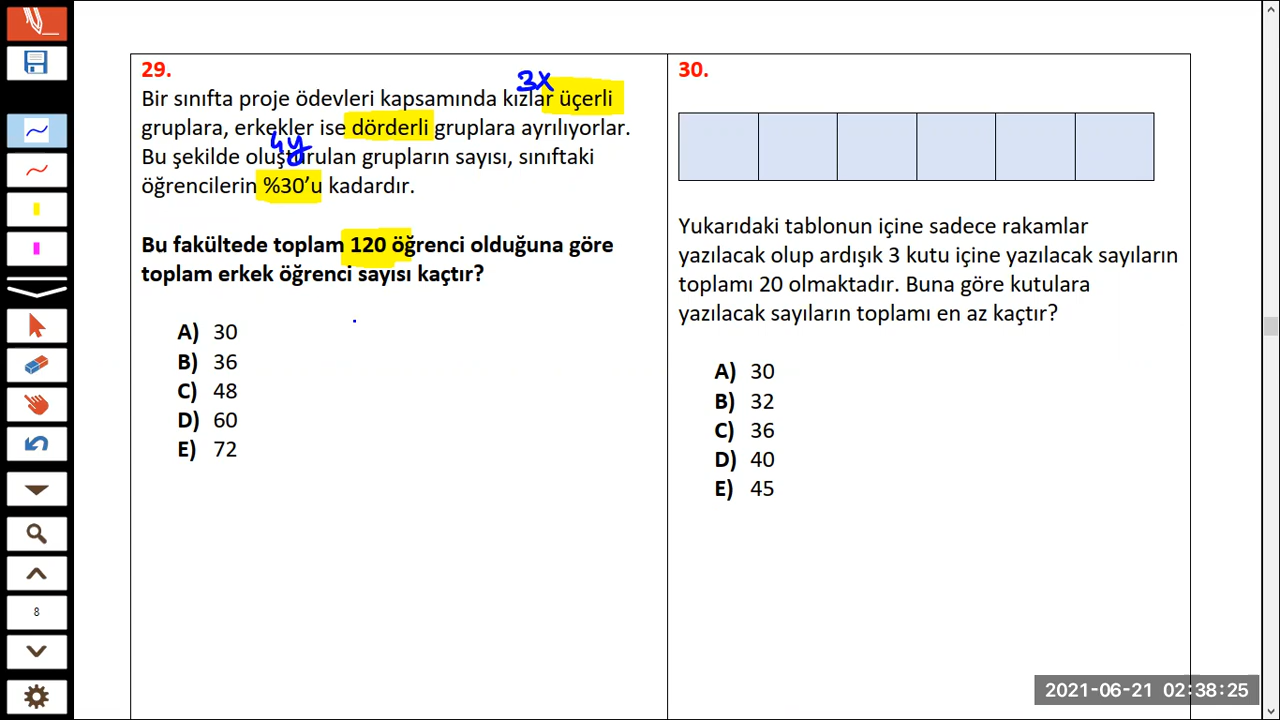 29.
3x
Bir sınıfta proje ödevleri kapsamında kızlar üçerli
gruplara, erkekler ise dörderli gruplara ayrılıyorlar.
4y
Bu şekilde oluşturulan grupların sayısı, sınıftaki
öğrencilerin %30’u kadardır.
Bu fakültede toplam 120 öğrenci olduğuna göre
toplam erkek öğrenci sayısı kaçtır?
A) 30
B) 36
C) 48
D) 60
E) 72
30.
Yukarıdaki tablonun içine sadece rakamlar
yazılacak olup ardışık 3 kutu içine yazılacak sayıların
toplamı 20 olmaktadır. Buna göre kutulara
yazılacak sayıların toplamı en az kaçtır?
A) 30
B) 32
C) 36
D) 40
E) 45
8
2021-06-21 02:38:25